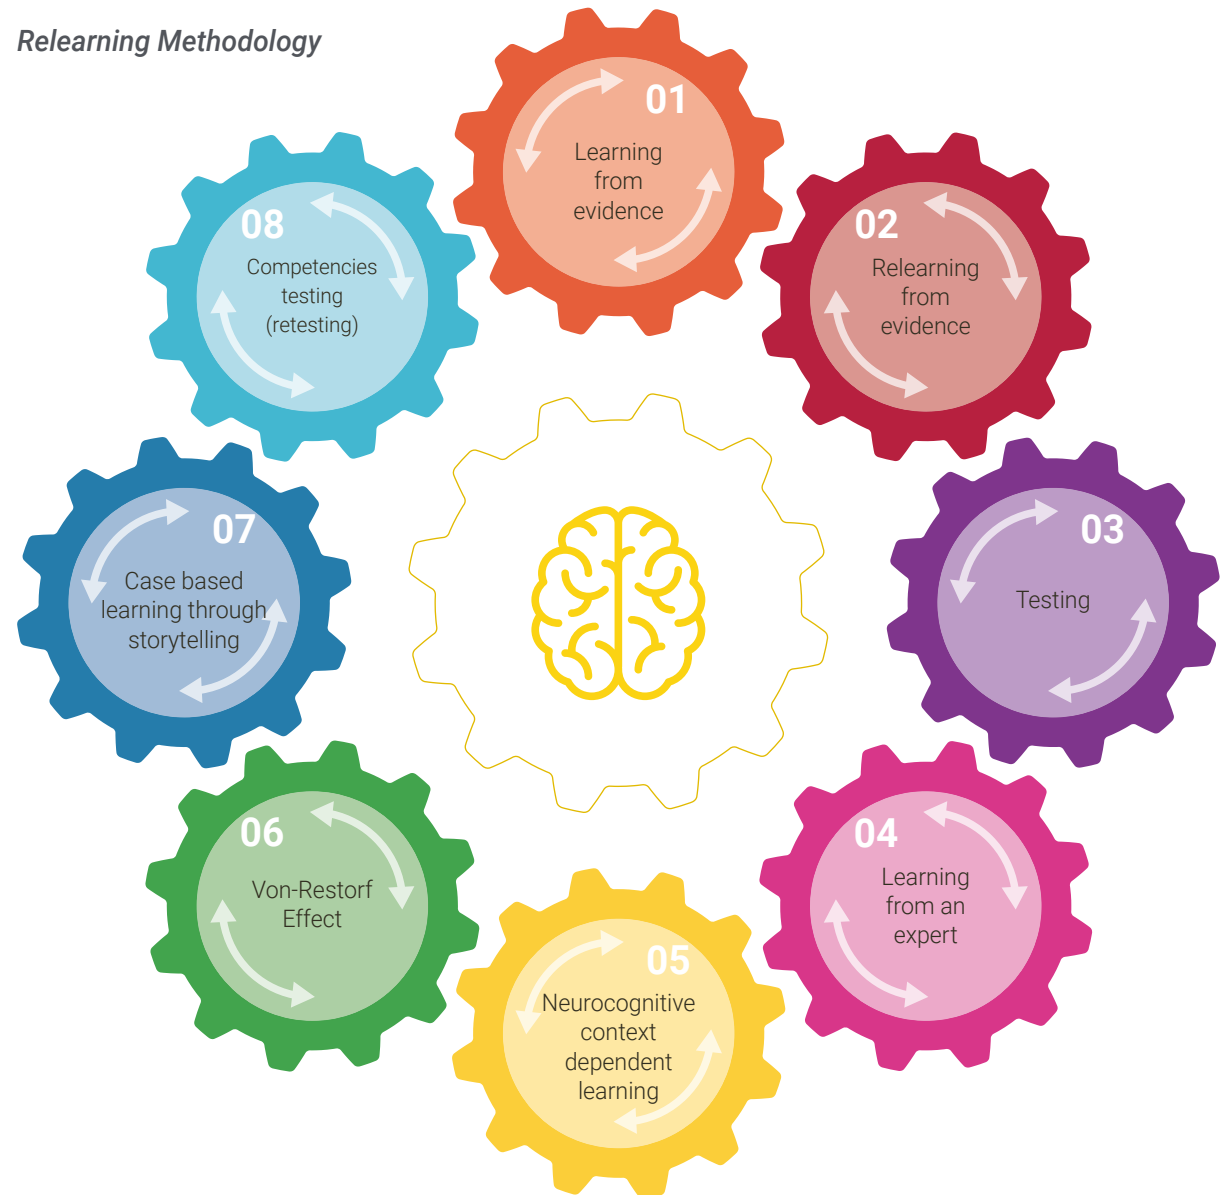 Relearning Methodology
01
Learning
from
evidence
02
Relearning
from
evidence
03
Testing
04
Learning
from an
expert
05
Neurocognitive
context
dependent
learning
06
Von-Restorf
Effect
07
Case based
learning through
storytelling
08
Competencies
testing
(retesting)